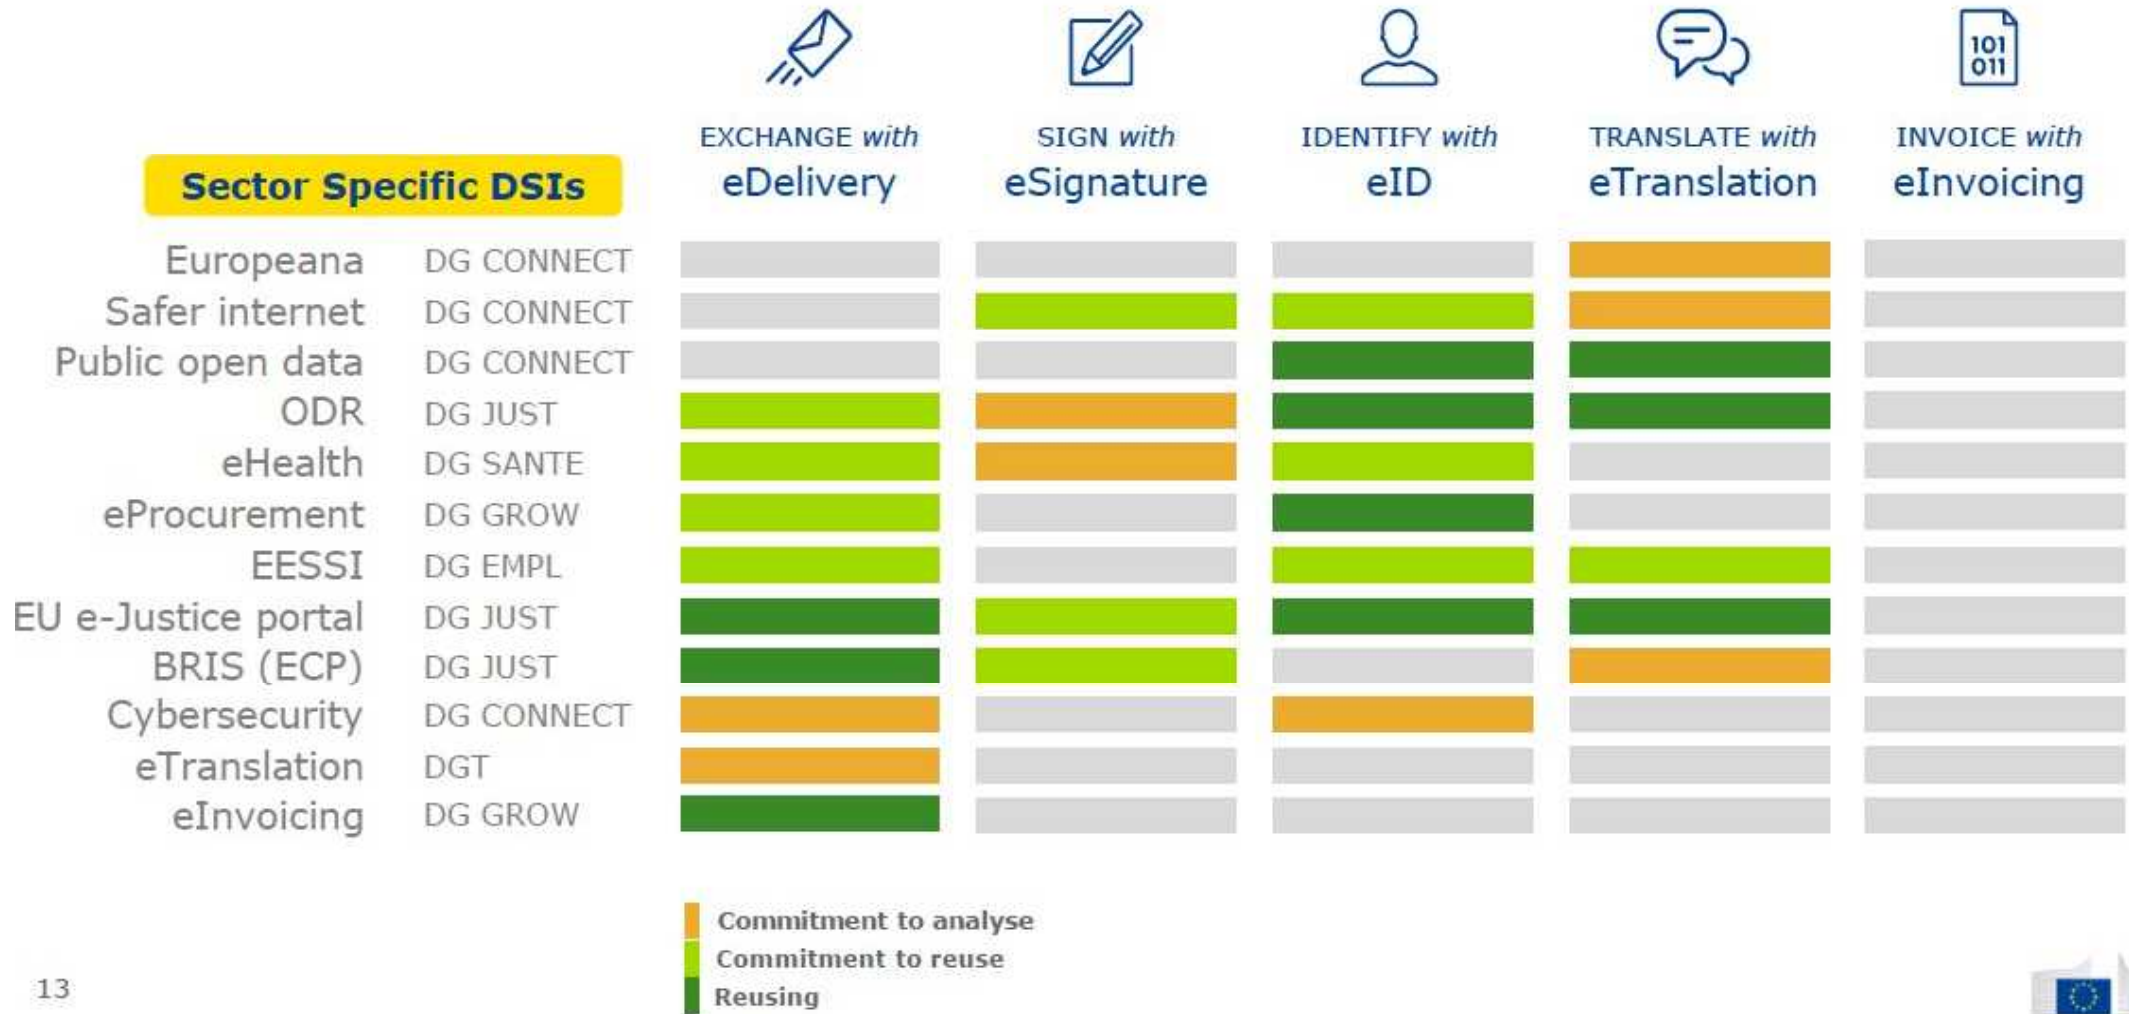 101
011
EXCHANGE with
SIGN with
IDENTIFY with
TRANSLATE with
INVOICE with
Sector Specific DSIs
eDelivery
eSignature
eID
eTranslation
eInvoicing
Europeana DG CONNECT
Safer internet DG CONNECT
Public open data DG CONNECT
ODR DG JUST
eHealth DG SANTE
eProcurement DG GROW
EESSI DG EMPL
EU e-Justice portal DG JUST
BRIS (ECP) DG JUST
Cybersecurity DG CONNECT
eTranslation DGT
eInvoicing DG GROW
Commitment to analyse
Commitment to reuse
Reusing
13